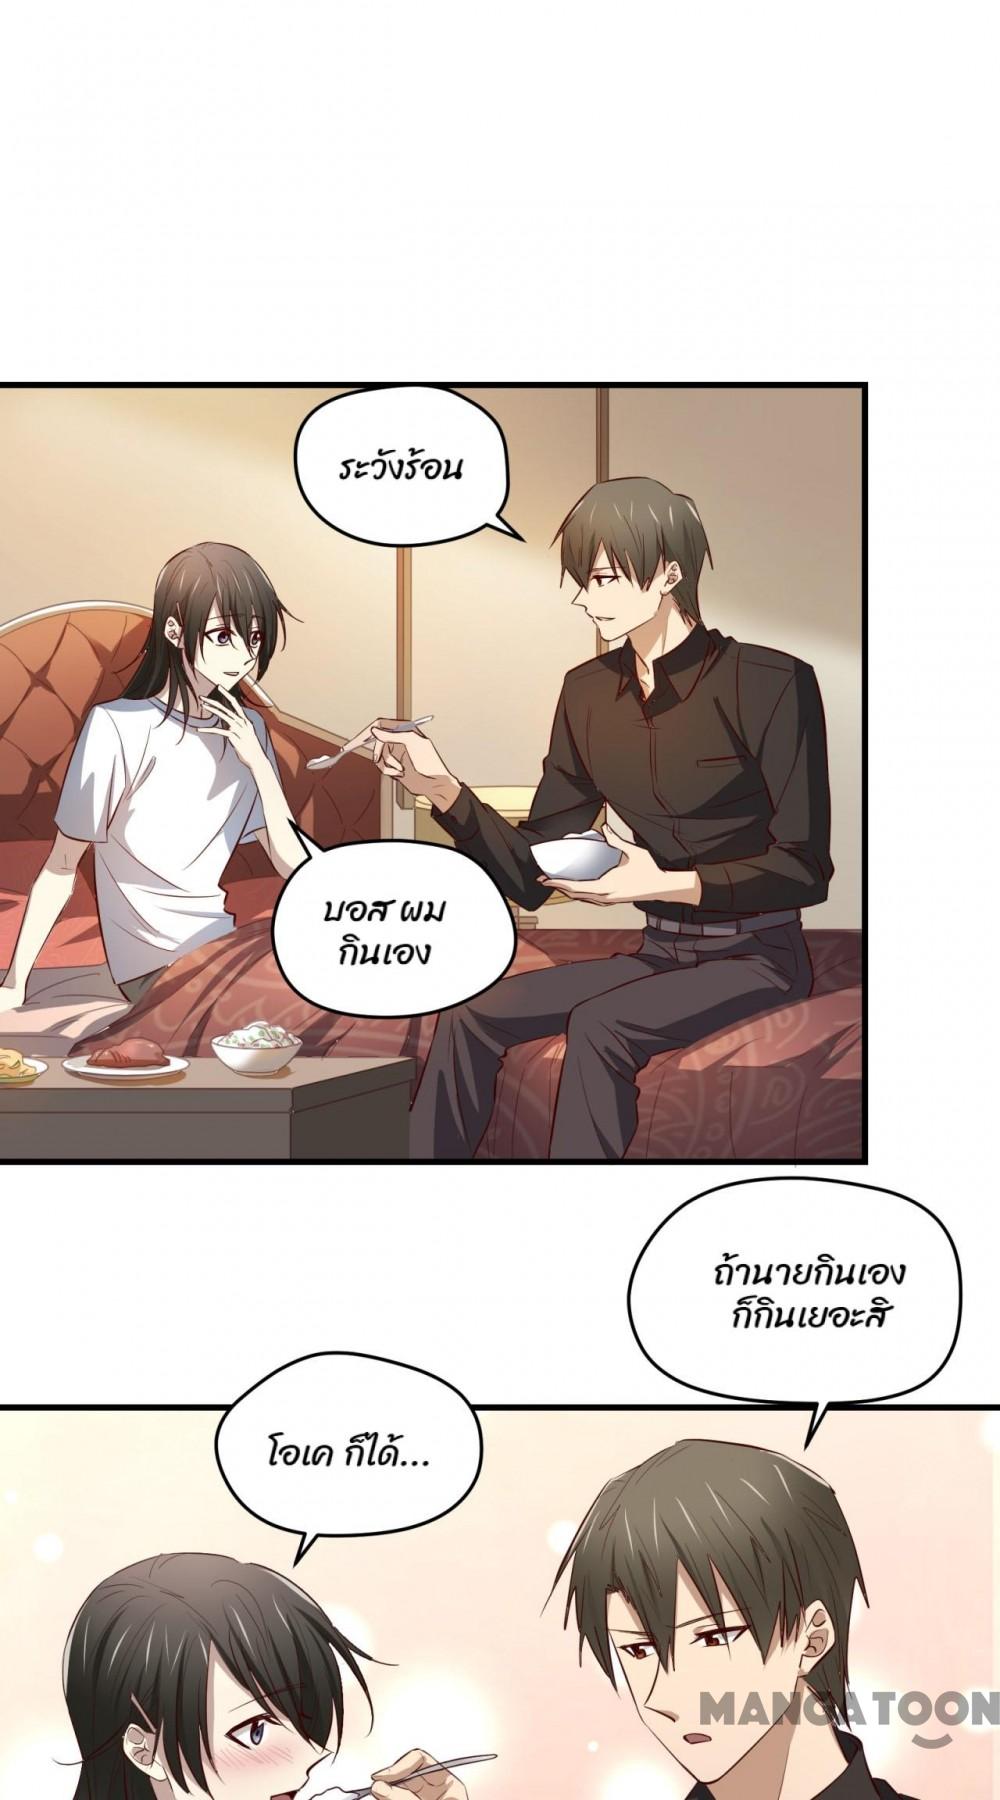 ระวังร้อน
บอส ผม
กินเอง
ถ้านายกินเอง
ก็กินเยอะสิ
โอเค ก็ได้...
MANGATOON